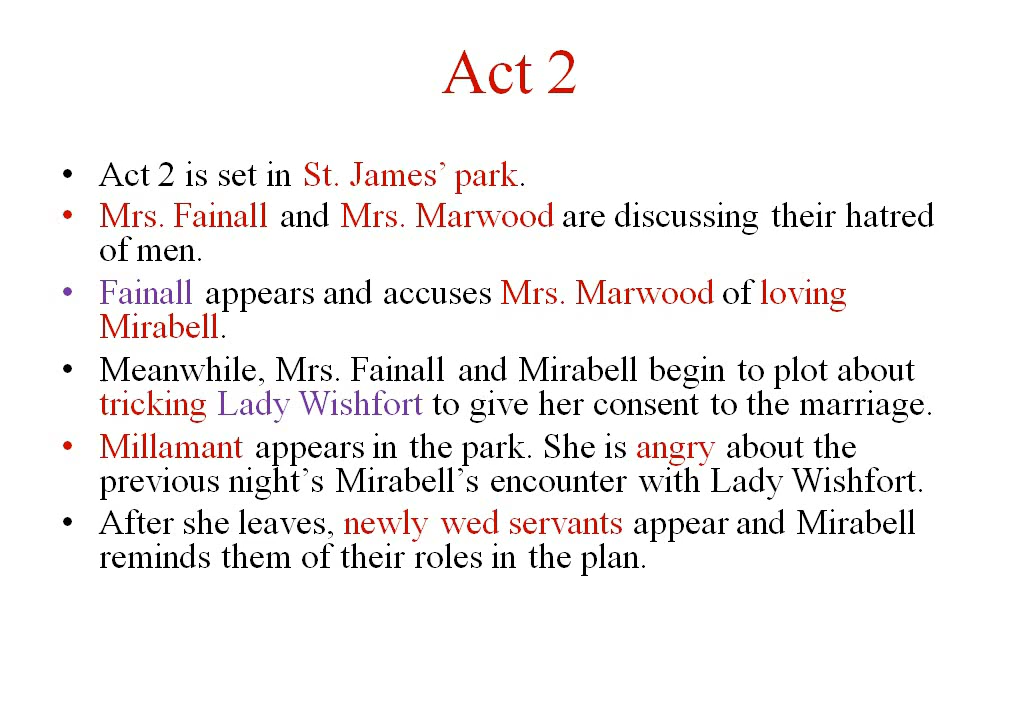 Act 2
• Act 2 is set in St. James’ park.
• Mrs. Fainall and Mrs. Marwood are discussing their hatred
of men.
• Fainall appears and accuses Mrs. Marwood of loving
Mirabell.
• Meanwhile, Mrs. Fainall and Mirabell begin to plot about
tricking Lady Wishfort to give her consent to the marriage.
• Millamant appears in the park. She is angry about the
previous night’s Mirabell’s encounter with Lady Wishfort.
• After she leaves, newly wed servants appear and Mirabell
reminds them of their roles in the plan.